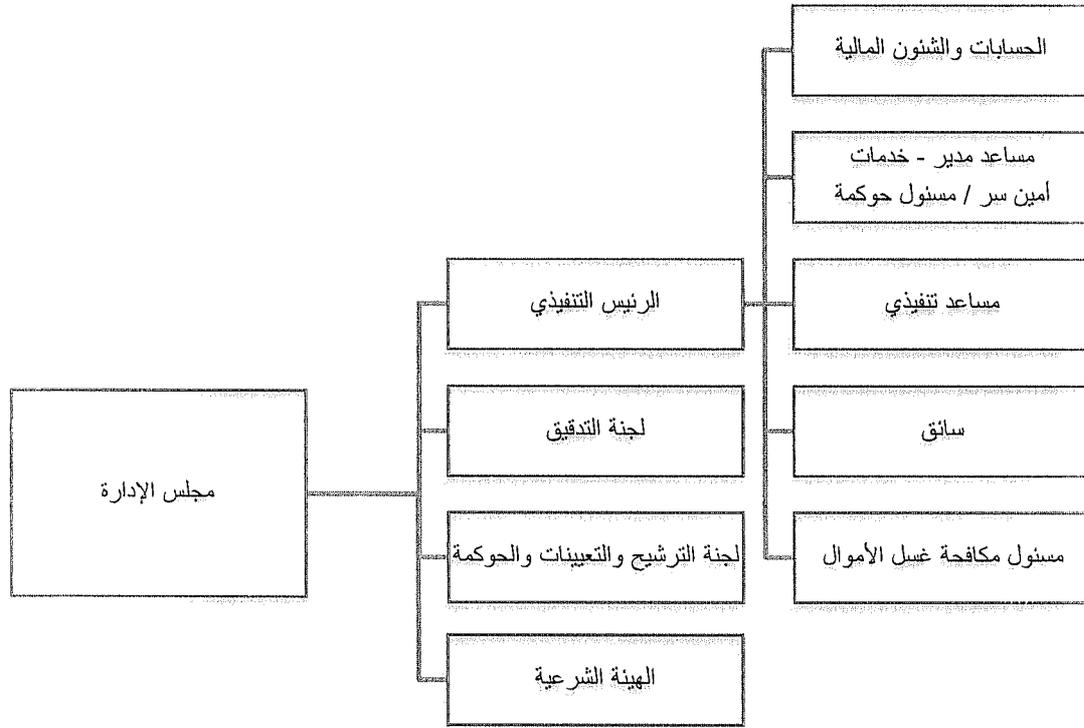 الحسابات والشئون المالية
مساعد مدير - خدمات
أمين سر / مسئول حوكمة
مساعد تنفيذي
سائق
مسئول مكافحة غسل الأموال
الرئيس التنفيذي
لجنة التدقيق
لجنة الترشيح والتعيينات والحوكمة
الهيئة الشرعية
مجلس الإدارة